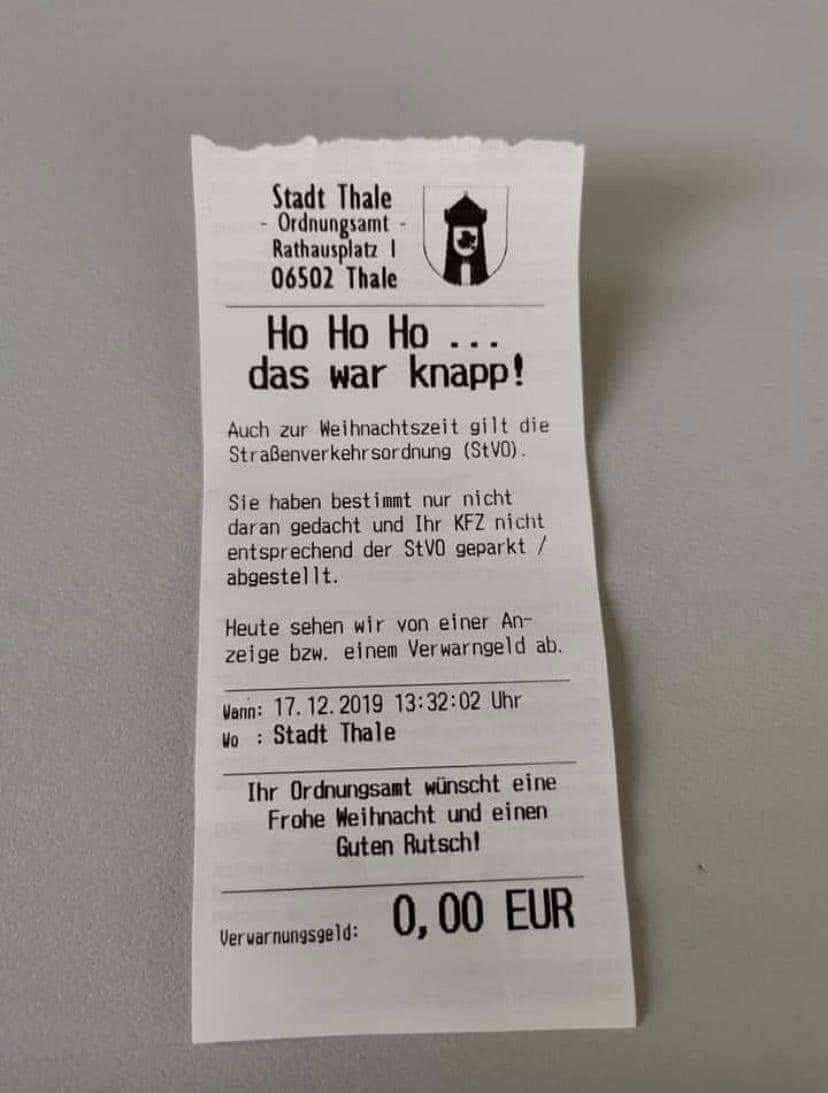 Stadt Thale
- Ordnungsamt -
Rathausplatz 1
06502 Thale
Ho Ho Ho ...
das war knapp!
Auch zur Weihnachtszeit gilt die
Straßenverkehrsordnung (StVO).
Sie haben bestimmt nur nicht
daran gedacht und Ihr KFZ nicht
entsprechend der StVO geparkt /
abgestellt.
Heute sehen wir von einer An-
zeige bzw. einem Verwarngeld ab.
Wann: 17.12.2019 13:32:02 Uhr
Wo : Stadt Thale
Ihr Ordnungsamt wünscht eine
Frohe Weihnacht und einen
Guten Rutsch!
Verwarnungsgeld: 0,00 EUR